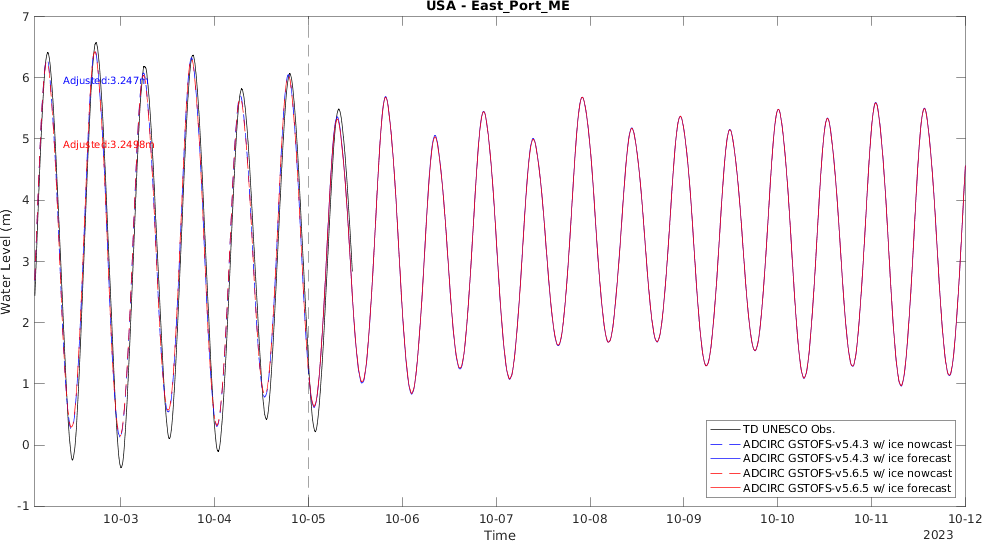 USA - East_Port_ME
7
6
5
4
3
2
1
0
-1
Water Level (m)
Adjusted:3.247m
Adjusted:3.2498m
TD UNESCO Obs.
ADCIRC GSTOFS-v5.4.3 w/ ice nowcast
ADCIRC GSTOFS-v5.4.3 w/ ice forecast
ADCIRC GSTOFS-v5.6.5 w/ ice nowcast
ADCIRC GSTOFS-v5.6.5 w/ ice forecast
10-03 10-04 10-05 10-06 10-07 10-08 10-09 10-10 10-11 10-12
Time
2023